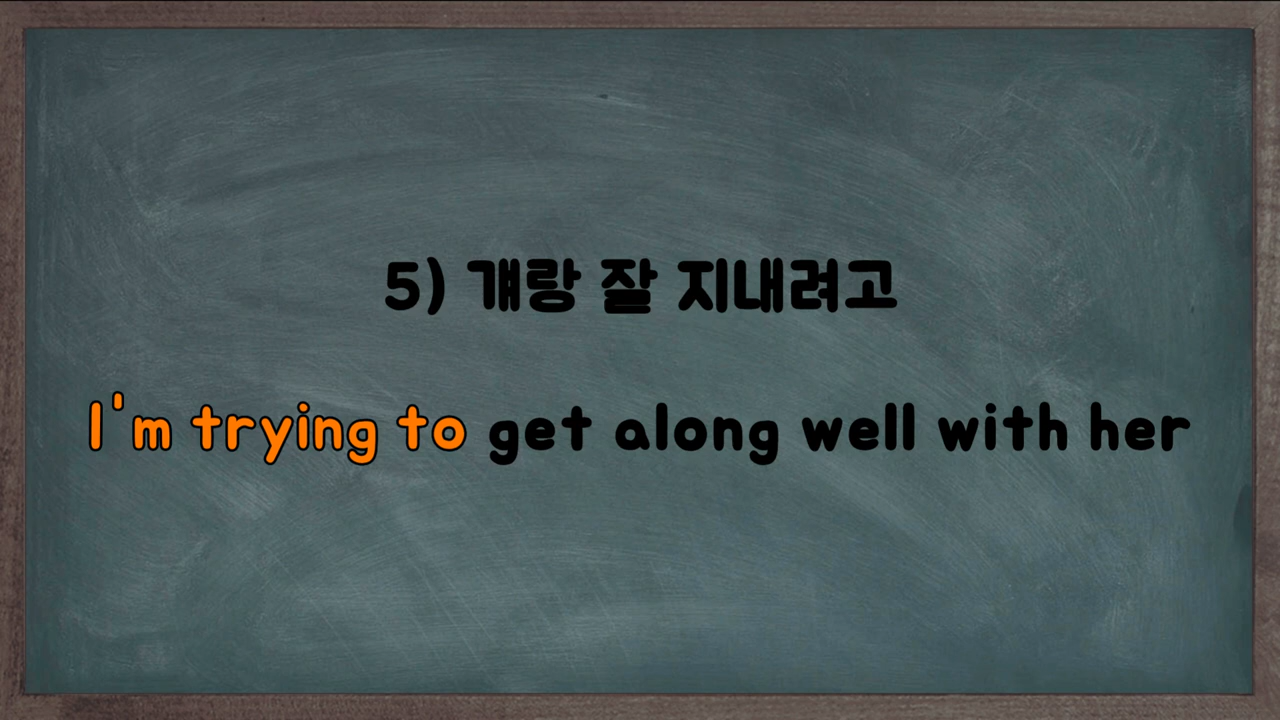 5) 걔랑 잘 지내려고
I'm trying to get along well with her